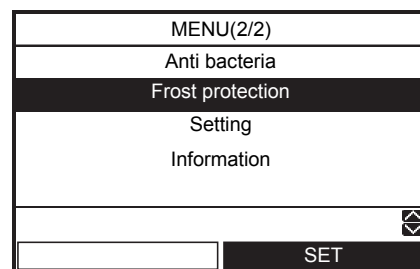 MENU(2/2)
Anti bacteria
Frost protection
Setting
Information
SET